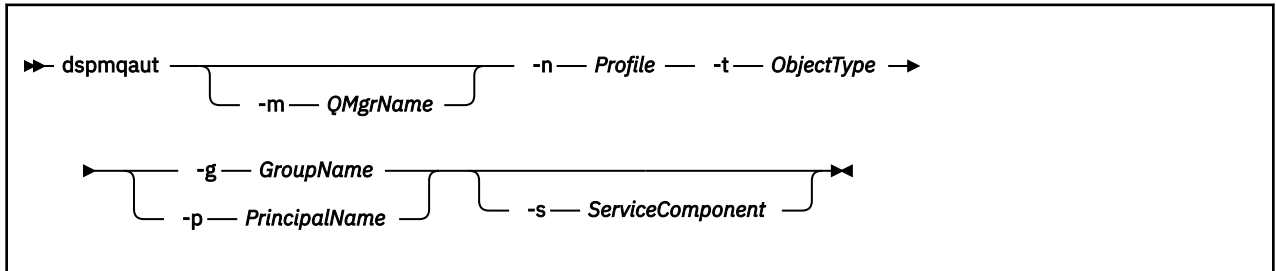 dspmqaut -n Profile -t ObjectType
-m QMgrName
-g GroupName
-p PrincipalName
-s ServiceComponent